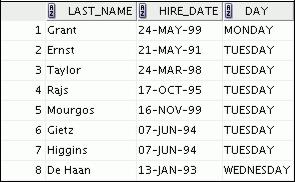 LAST_NAME HIRE_DATE DAY
1 Grant 24-MAY-99 MONDAY
2 Ernst 21-MAY-91 TUESDAY
3 Taylor 24-MAR-98 TUESDAY
4 Rajs 17-OCT-95 TUESDAY
5 Mourgos 16-NOV-99 TUESDAY
6 Gietz 07-JUN-94 TUESDAY
7 Higgins 07-JUN-94 TUESDAY
8 De Haan 13-JAN-93 WEDNESDAY